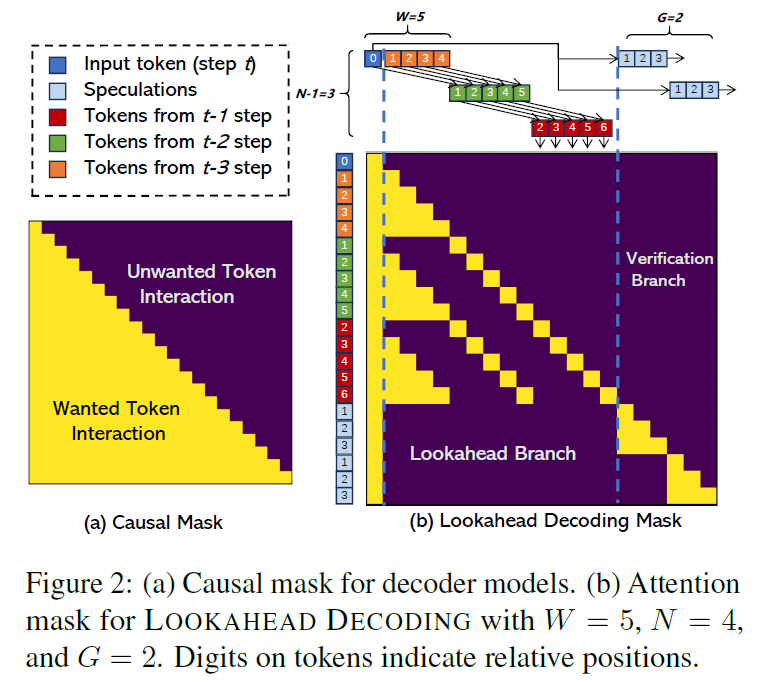 W=5
G=2
Input token (step t)
Speculations
Tokens from t-1 step
Tokens from t-2 step
Tokens from t-3 step
N-1=3
0 1 2 3 4
1 2 3 4 5
2 3 4 5 6
1 2 3
1 2 3
0
1
2
3
4
1
2
3
4
5
2
3
4
5
6
1
2
3
1
2
3
Unwanted Token
Interaction
Wanted Token
Interaction
Verification
Branch
Lookahead Branch
(a) Causal Mask
(b) Lookahead Decoding Mask
Figure 2: (a) Causal mask for decoder models. (b) Attention
mask for LOOKAHEAD DECODING with W = 5, N = 4,
and G = 2. Digits on tokens indicate relative positions.